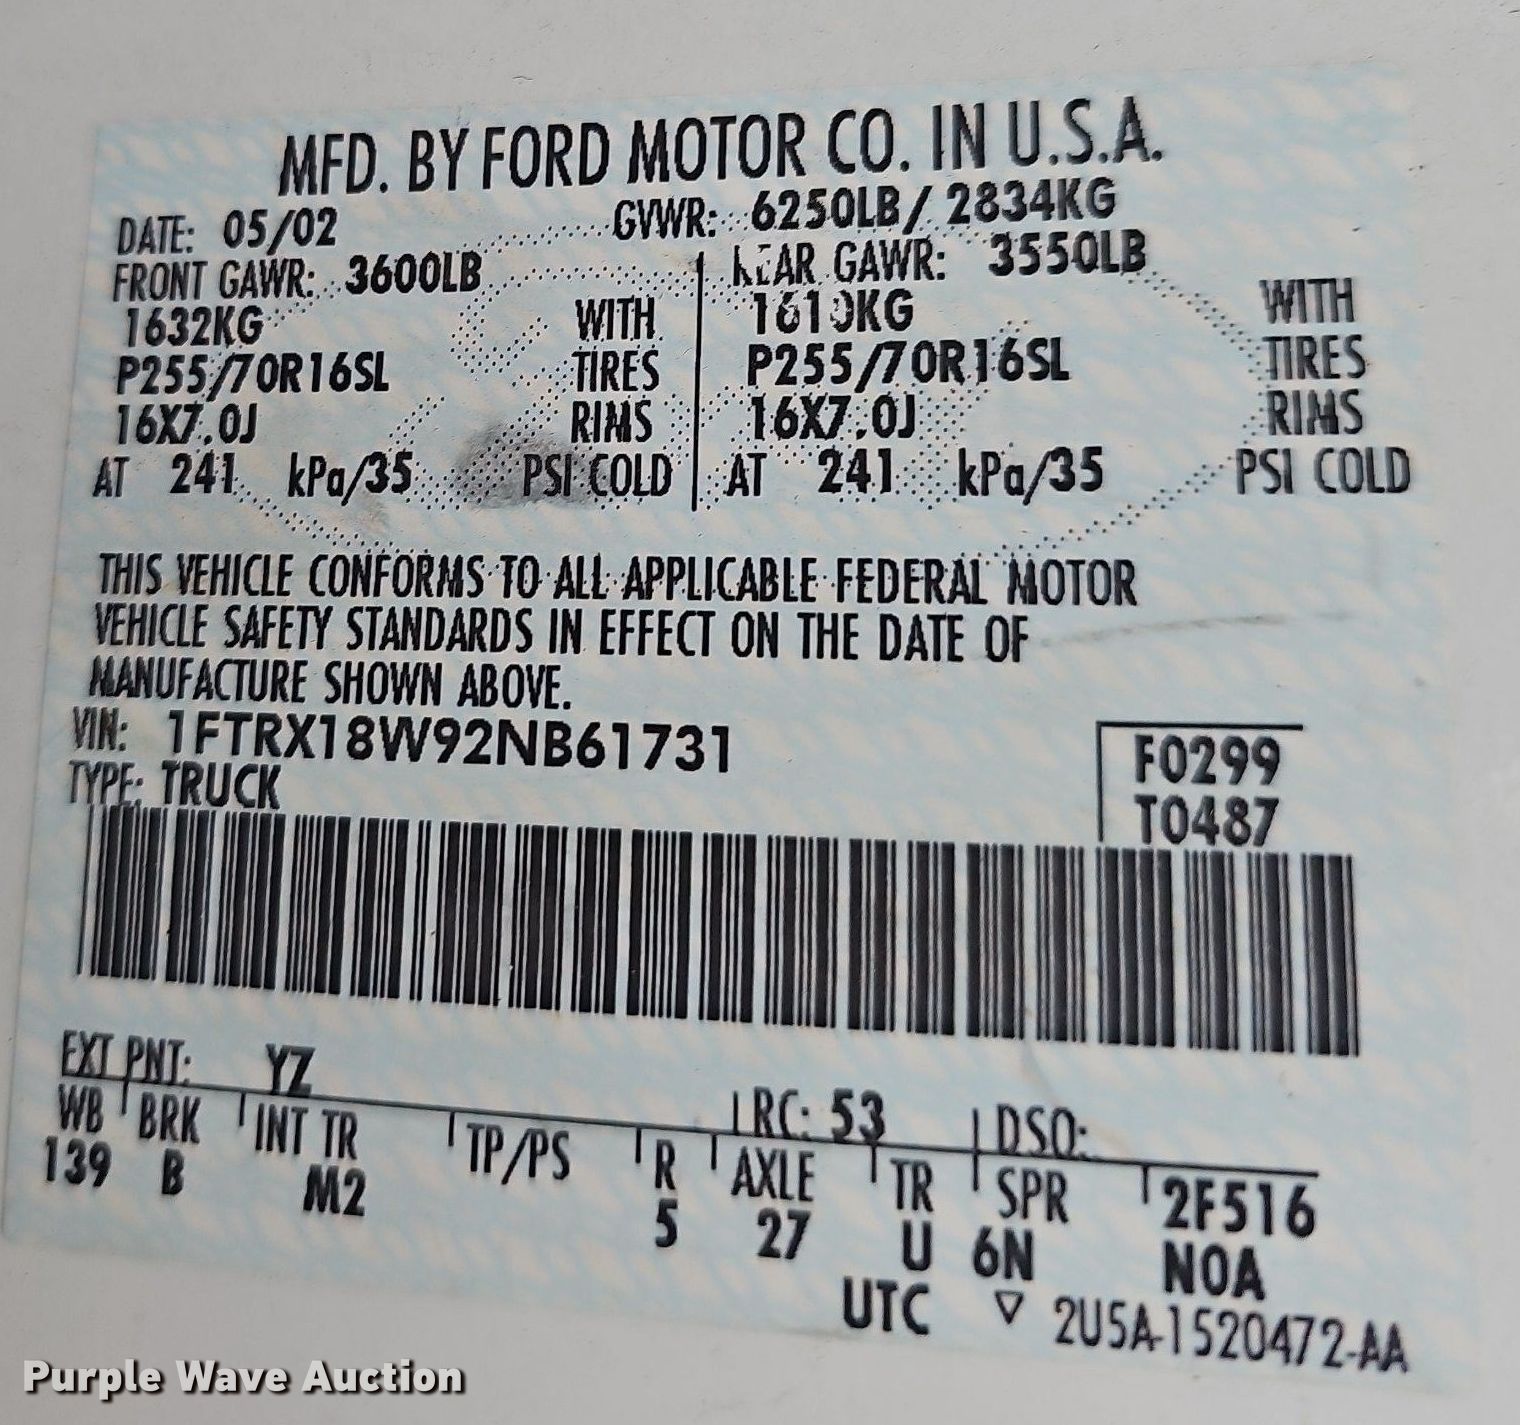 MFD. BY FORD MOTOR CO. IN U.S.A.
DATE: 05/02 GVWR: 6250LB/ 2834KG
FRONT GAWR: 3600LB REAR GAWR: 3550LB
1632KG WITH 1610KG WITH
P255/70R16SL TIRES P255/70R16SL TIRES
16X7.0J RIMS 16X7.0J RIMS
AT 241 kPa/35 PSI COLD AT 241 kPa/35 PSI COLD
THIS VEHICLE CONFORMS TO ALL APPLICABLE FEDERAL MOTOR
VEHICLE SAFETY STANDARDS IN EFFECT ON THE DATE OF
MANUFACTURE SHOWN ABOVE.
VIN: 1FTRX18W92NB61731 F0299
TYPE: TRUCK T0487
EXT PNT: YZ RC: 53 DSO:
WB BRK INT TR TP/PS R AXLE TR SPR 2F516
139 B M2 5 27 U 6N NOA
UTC ▽ 2U5A-1520472-AA
Purple Wave Auction